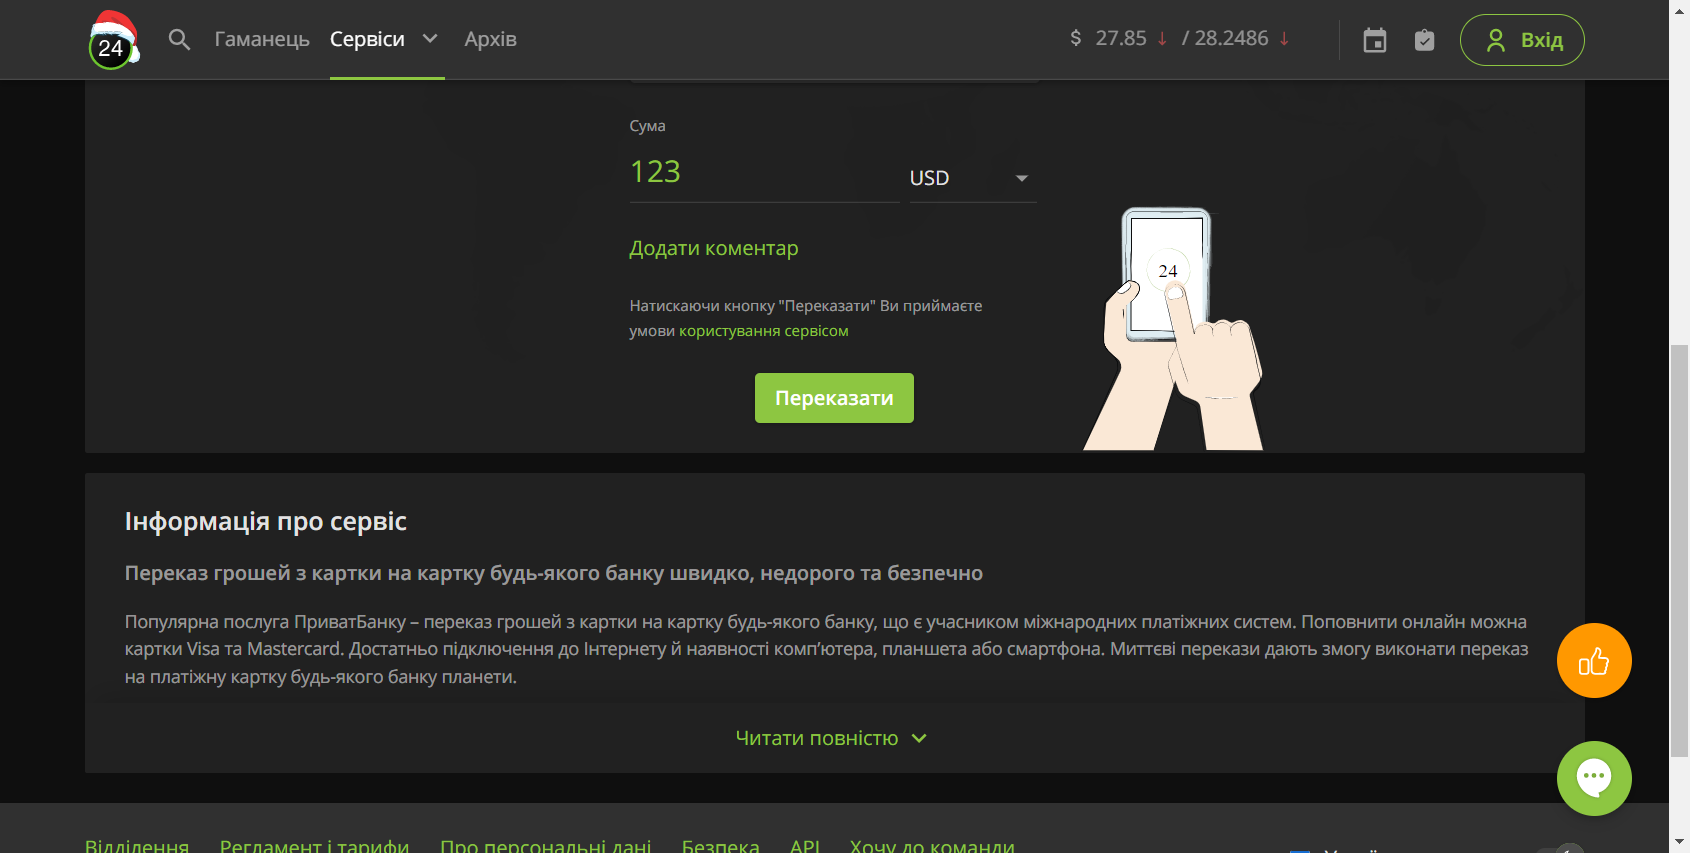 24
Гаманець Сервіси Архів
$ 27.85 ↓ / 28.2486 ↓
Вхід
Сума
123
USD
Додати коментар
24
Натискаючи кнопку "Переказати" Ви приймаєте
умови користування сервісом
Переказати
Інформація про сервіс
Переказ грошей з картки на картку будь-якого банку швидко, недорого та безпечно
Популярна послуга ПриватБанку – переказ грошей з картки на картку будь-якого банку, що є учасником міжнародних платіжних систем. Поповнити онлайн можна
картки Visa та Mastercard. Достатньо підключення до Інтернету й наявності комп’ютера, планшета або смартфона. Миттєві перекази дають змогу виконати переказ
на платіжну картку будь-якого банку планети.
Читати повністю
Відділення Регламент і тарифи Про персональні дані Безпека API Хочу до команди